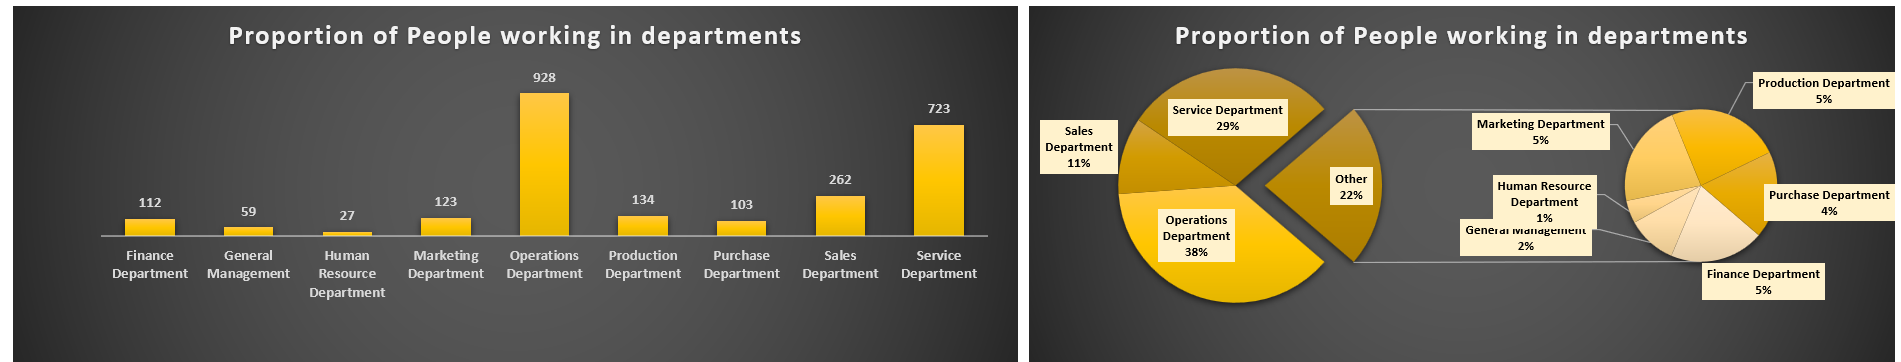 Proportion of People working in departments
928
723
262
112
59
27
123
134
103
Finance Department
General Management
Human Resource Department
Marketing Department
Operations Department
Production Department
Purchase Department
Sales Department
Service Department
Proportion of People working in departments
Service Department
29%
Sales
Department
11%
Operations
Department
38%
Other
22%
Production Department
5%
Marketing Department
5%
Human Resource
Department
1%
General Management
2%
Purchase Department
4%
Finance Department
5%